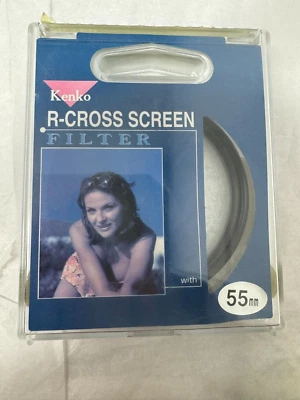 Kenko
R-CROSS SCREEN
FILTER
with
55mm